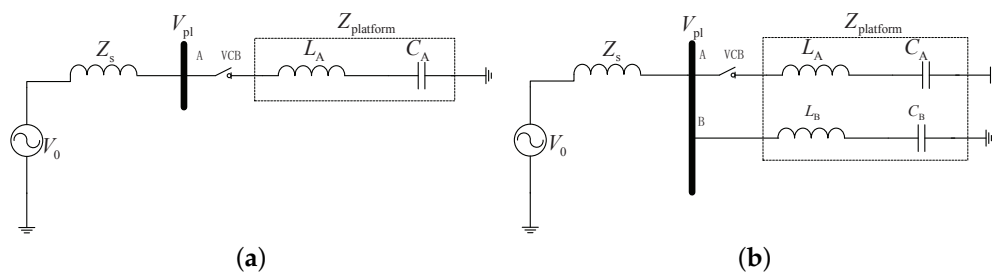 V_pl
Z_s
A
VCB
Z_platform
L_A
C_A
V_0
(a)
V_pl
Z_s
A
VCB
Z_platform
L_A
C_A
B
L_B
C_B
V_0
(b)